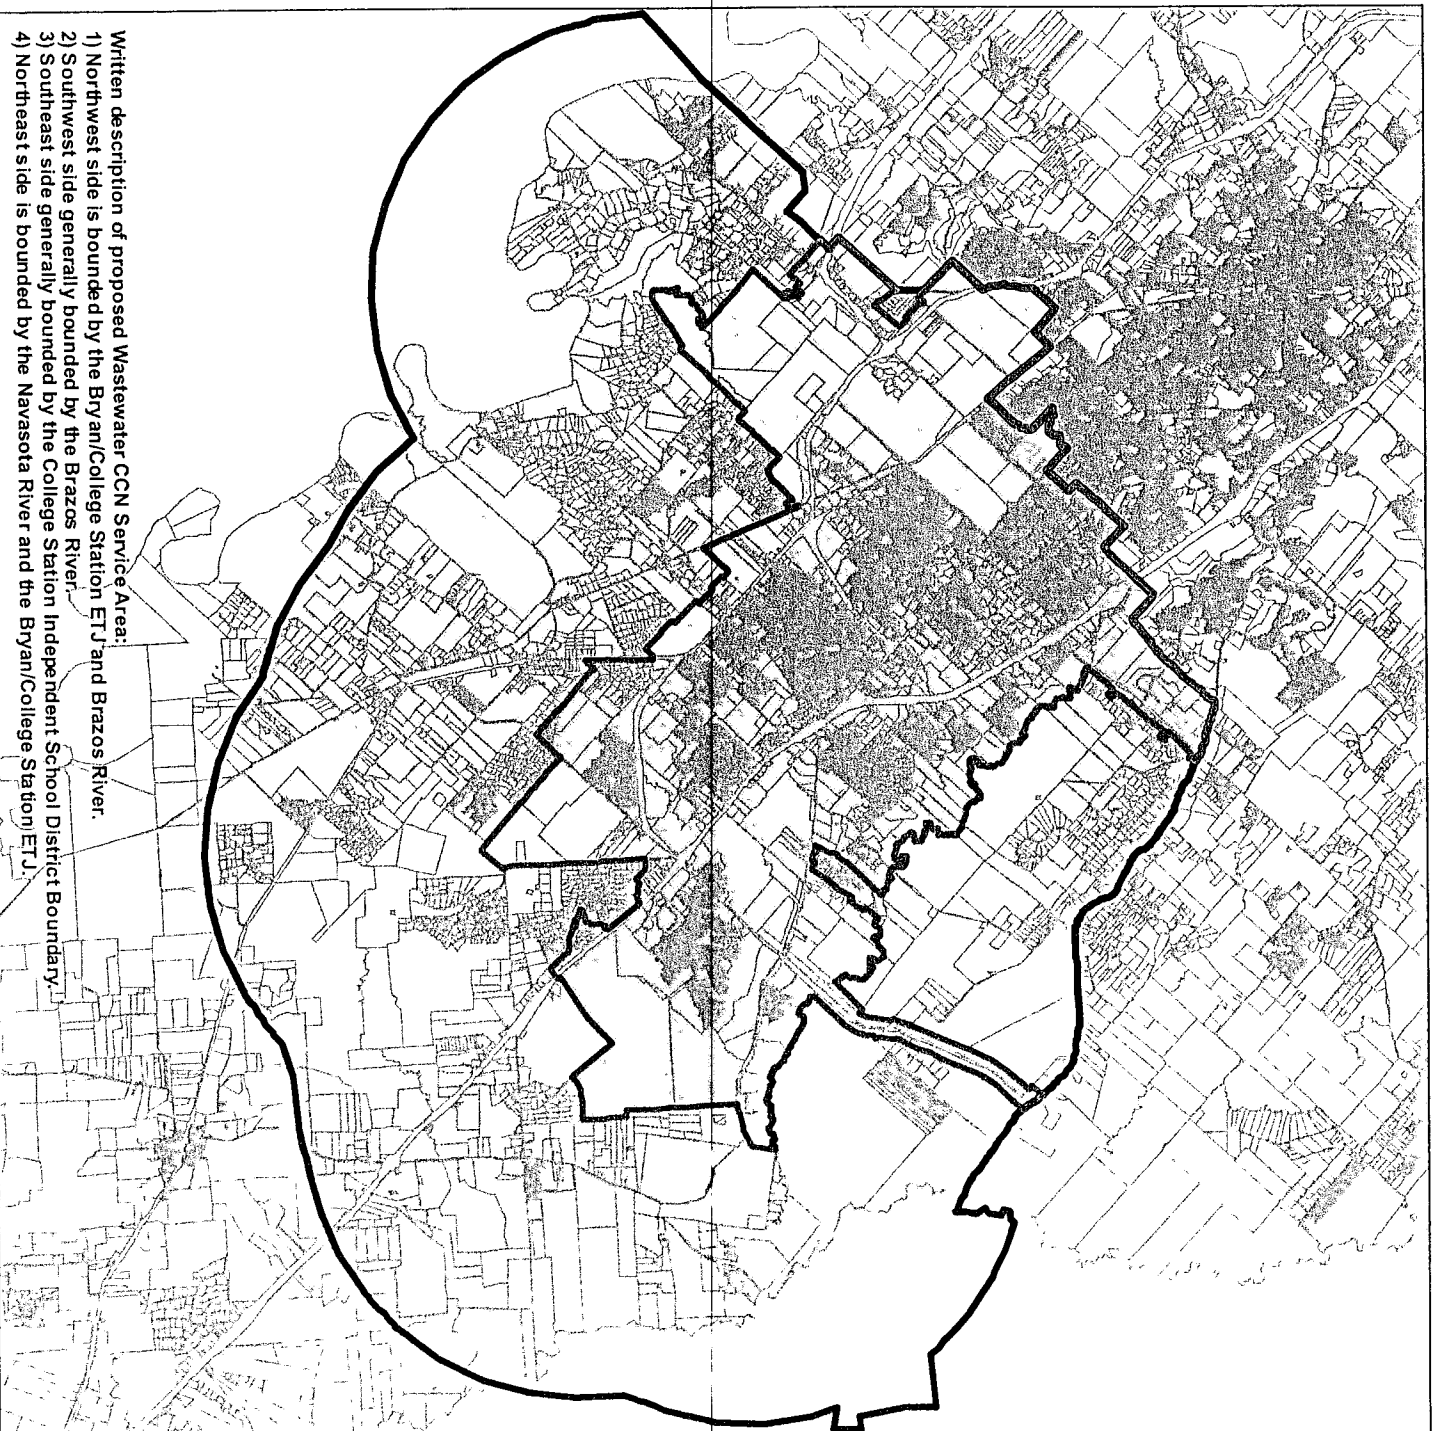 Written description of proposed Wastewater CCN Service Area:
1) Northwest side is bounded by the Bryan/College Station ETJ and Brazos River.
2) Southwest side generally bounded by the Brazos River.
3) Southeast side generally bounded by the College Station Independent School District Boundary.
4) Northeast side is bounded by the Navasota River and the Bryan/College Station ETJ.